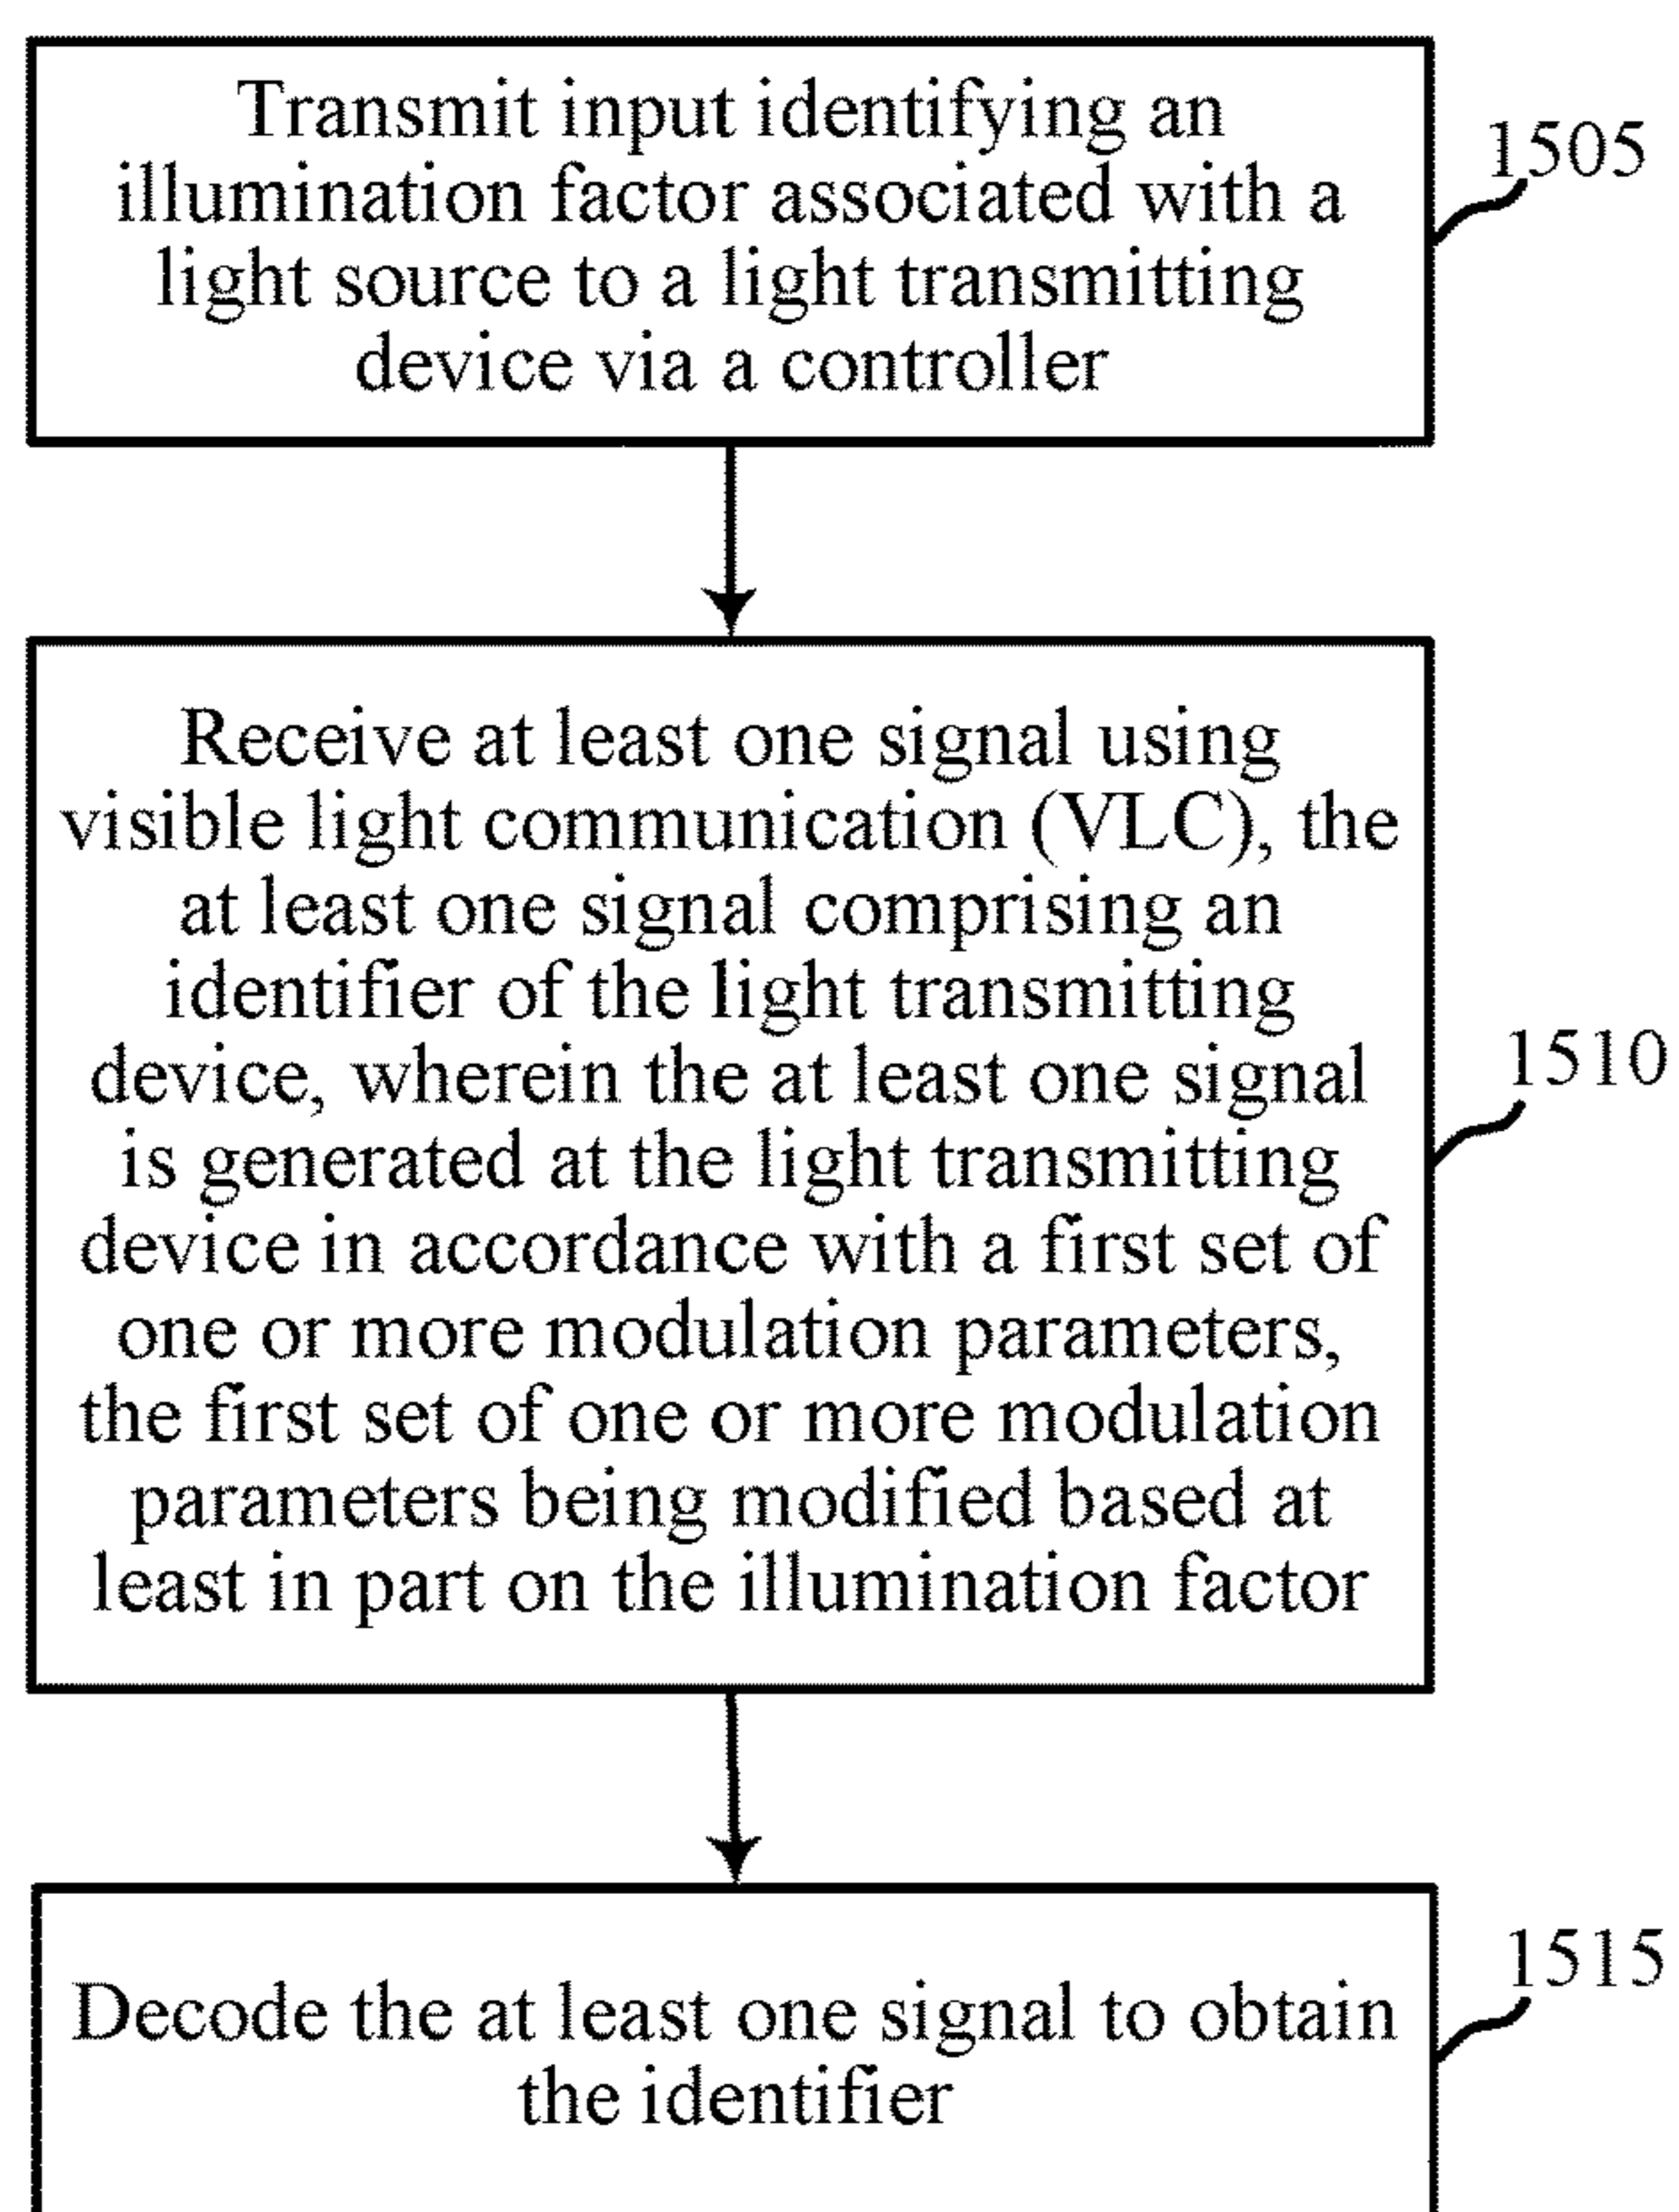 Transmit input identifying an
illumination factor associated with a
light source to a light transmitting
device via a controller
1505
Receive at least one signal using
visible light communication (VLC), the
at least one signal comprising an
identifier of the light transmitting
device, wherein the at least one signal
is generated at the light transmitting
device in accordance with a first set of
one or more modulation parameters,
the first set of one or more modulation
parameters being modified based at
least in part on the illumination factor
1510
Decode the at least one signal to obtain
the identifier
1515